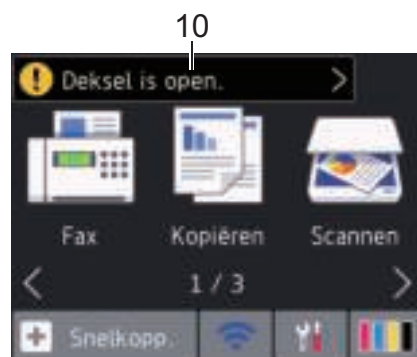 10
Deksel is open.
Fax Kopiëren Scannen
1 / 3
Snelkopp.